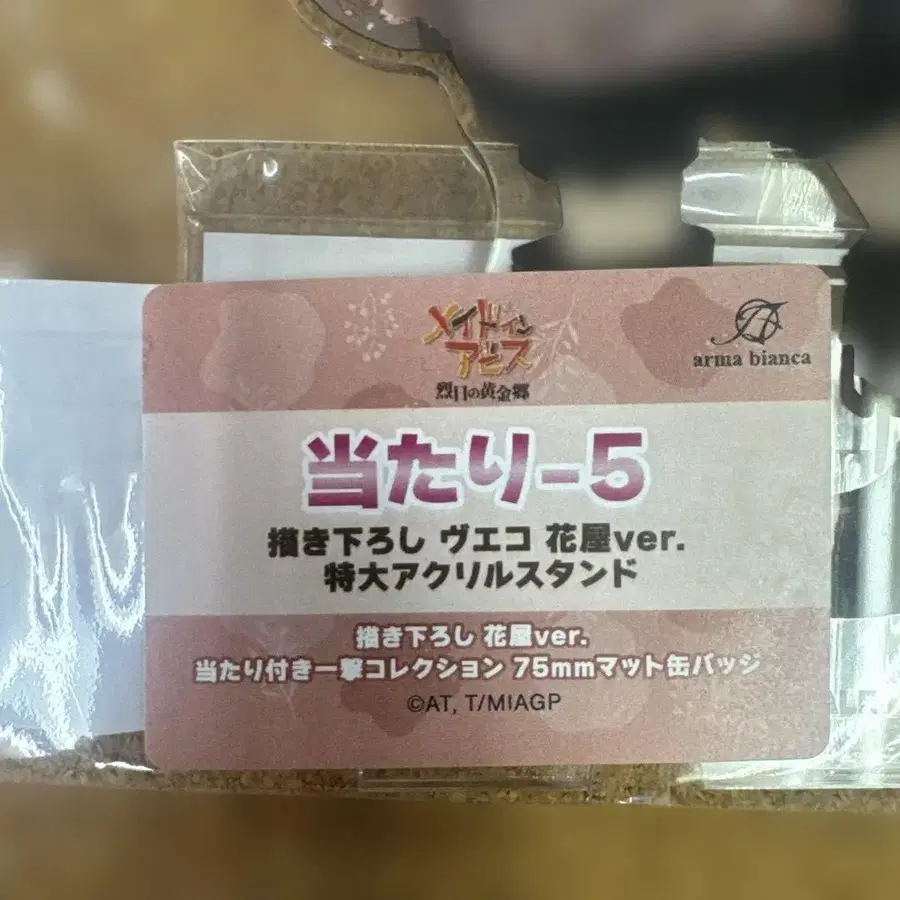 メイドインアビス
烈日の黄金郷
arma bianca
当たり-5
描き下ろし ヴエコ 花屋ver.
特大アクリルスタンド
描き下ろし 花屋ver.
当たり付き一撃コレクション 75mmマット缶バッジ
©AT, T/MIAGP